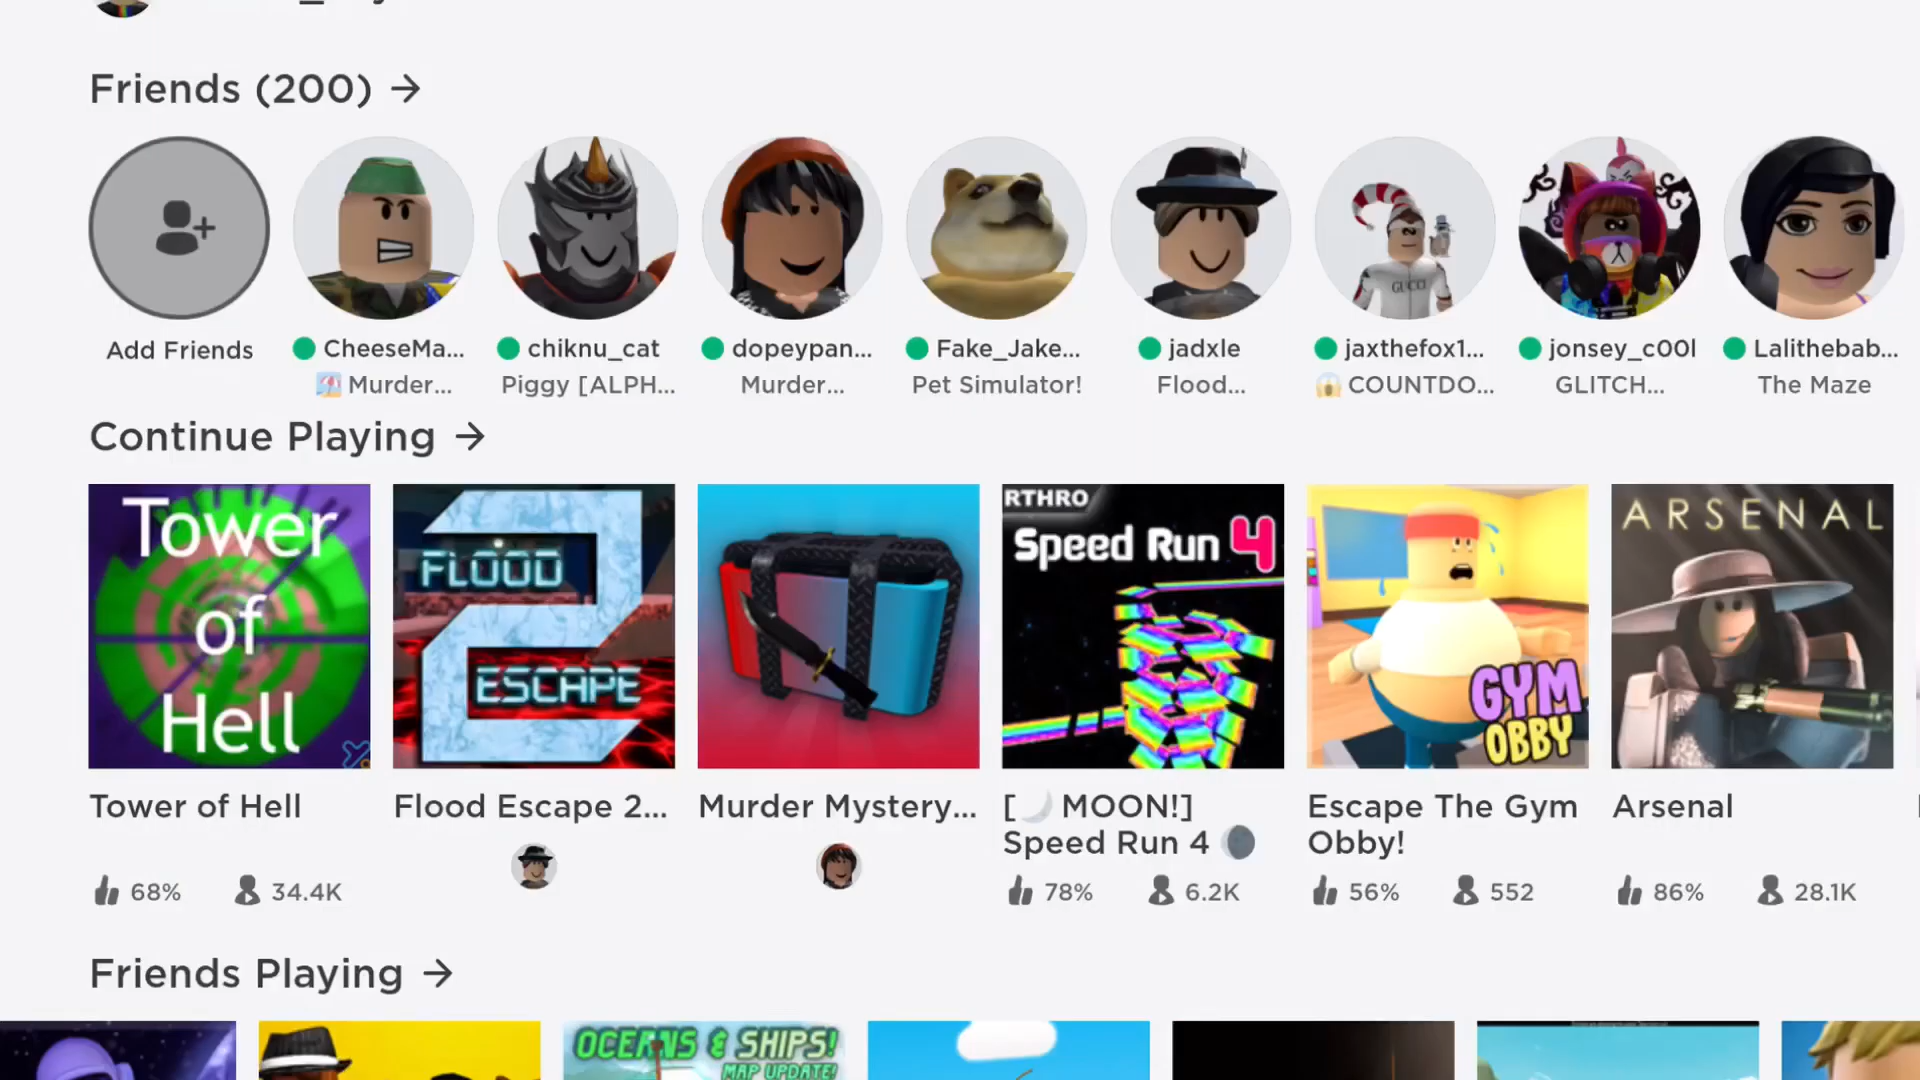 Friends (200) →
Add Friends
CheeseMa...
chiknu_cat
dopeypan...
Fake_Jake...
jadxle
jaxthefox1...
jonsey_c00l
Lalithebab...
Murder...
Piggy [ALPH...
Murder...
Pet Simulator!
Flood...
COUNTDO...
GLITCH...
The Maze
GUCCI
Continue Playing →
Tower
of
Hell
FLOOD
2
ESCAPE
RTHRO
Speed Run 4
GYM
OBBY
ARSENAL
Tower of Hell
68%
34.4K
Flood Escape 2...
Murder Mystery...
[🌙 MOON!]
Speed Run 4 🌘
78%
6.2K
Escape The Gym
Obby!
56%
552
Arsenal
86%
28.1K
Friends Playing →
OCEANS & SHIPS!
MAP UPDATE!